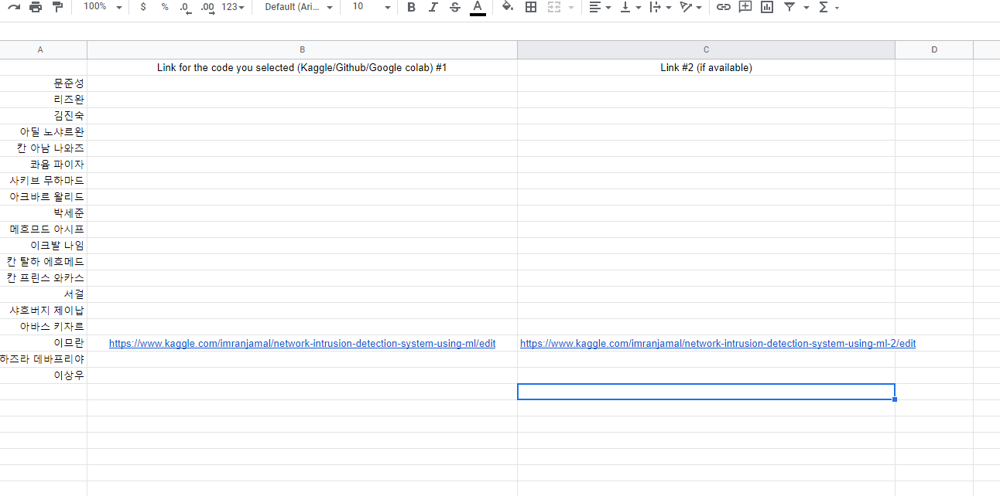 100% $ % .0 .00 123 Default (Ari... 10 B I S A
A B C D
Link for the code you selected (Kaggle/Github/Google colab) #1 Link #2 (if available)
문준성
리즈완
김진숙
아딜 노샤르완
칸 아남 나와즈
콰윰 파이자
사키브 무하마드
아크바르 왈리드
박세준
메흐므드 아시프
이크발 나임
칸 탈하 에흐메드
칸 프린스 와카스
서걸
샤흐버지 제이납
아바스 키자르
이므란 https://www.kaggle.com/imranjamal/network-intrusion-detection-system-using-ml/edit https://www.kaggle.com/imranjamal/network-intrusion-detection-system-using-ml-2/edit
하즈라 데바프리야
이상우